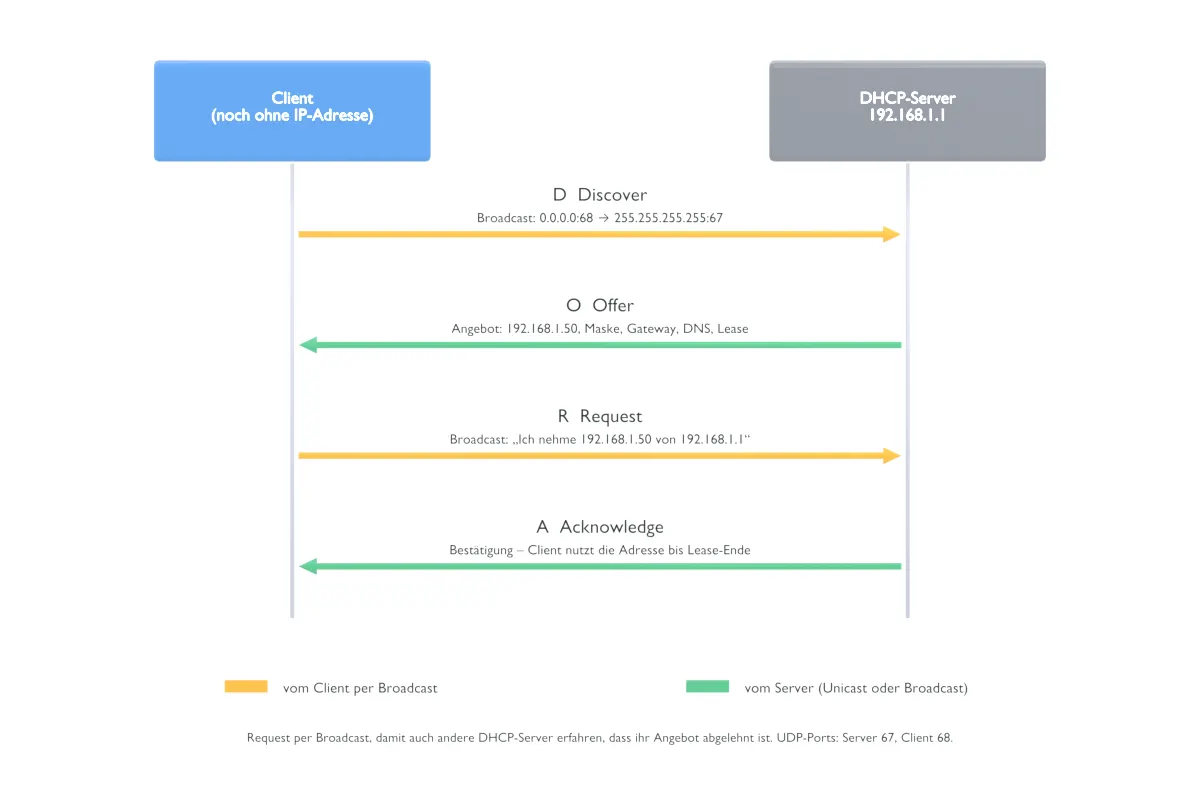 Client
(noch ohne IP-Adresse)
DHCP-Server
192.168.1.1
D Discover
Broadcast: 0.0.0.0:68 → 255.255.255.255:67
O Offer
Angebot: 192.168.1.50, Maske, Gateway, DNS, Lease
R Request
Broadcast: „Ich nehme 192.168.1.50 von 192.168.1.1“
A Acknowledge
Bestätigung – Client nutzt die Adresse bis Lease-Ende
vom Client per Broadcast
vom Server (Unicast oder Broadcast)
Request per Broadcast, damit auch andere DHCP-Server erfahren, dass ihr Angebot abgelehnt ist. UDP-Ports: Server 67, Client 68.